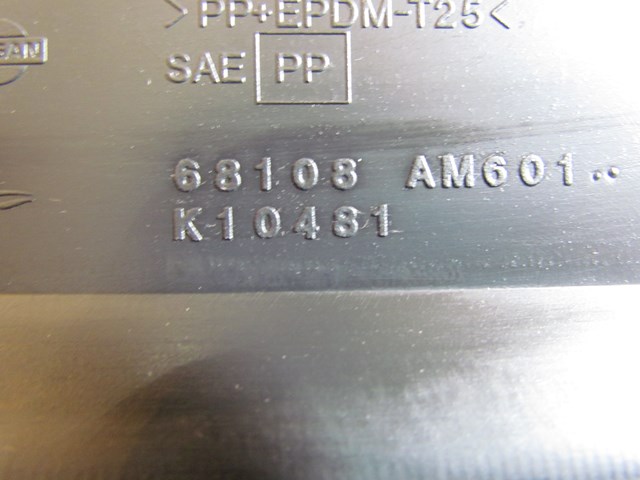 >PP+EPDM-T25<
SAE PP
68108 AM601..
K10481